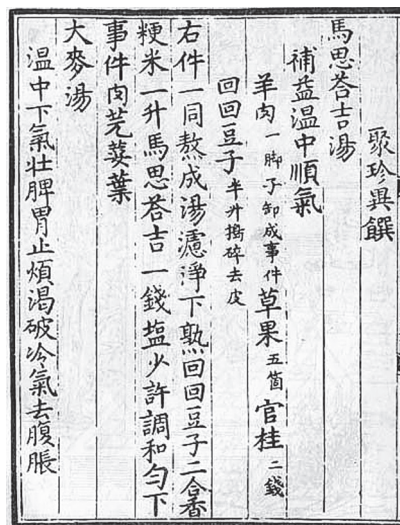 聚珍異饌
馬思荅吉湯
補益温中順氣
羊肉一脚子卸成事件草果五箇官桂二錢
回回豆子半升搗碎去皮
右件一同熬成湯濾淨下熟回回豆子二合香
粳米一升馬思荅吉一錢塩少許調和勻下
事件肉芫荽葉
大麥湯
温中下氣壯脾胃止煩渴破冷氣去腹脹